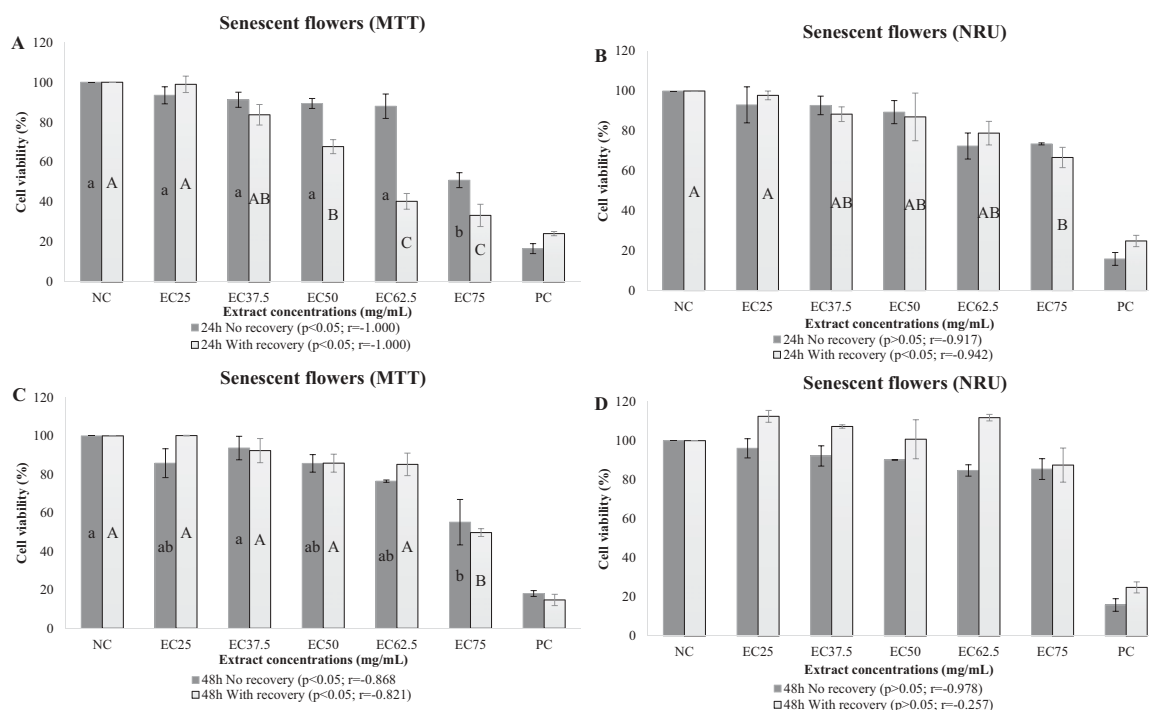 Senescent flowers (MTT)
A
120
100
80
60
40
20
0
Cell viability (%)
a A a A a AB a B a C b C
NC EC25 EC37.5 EC50 EC62.5 EC75 PC
Extract concentrations (mg/mL)
24h No recovery (p<0.05; r=-1.000)
24h With recovery (p<0.05; r=-1.000)
Senescent flowers (NRU)
B
120
100
80
60
40
20
0
Cell viability (%)
A A AB AB AB B
NC EC25 EC37.5 EC50 EC62.5 EC75 PC
Extract concentrations (mg/mL)
24h No recovery (p>0.05; r=-0.917)
24h With recovery (p<0.05; r=-0.942)
Senescent flowers (MTT)
C
120
100
80
60
40
20
0
Cell viability (%)
a A ab A a A ab A ab A b B
NC EC25 EC37.5 EC50 EC62.5 EC75 PC
Extract concentrations (mg/mL)
48h No recovery (p<0.05; r=-0.868
48h With recovery (p<0.05; r=-0.821)
Senescent flowers (NRU)
D
120
100
80
60
40
20
0
Cell viability (%)
NC EC25 EC37.5 EC50 EC62.5 EC75 PC
Extract concentrations (mg/mL)
48h No recovery (p>0.05; r=-0.978)
48h With recovery (p>0.05; r=-0.257)